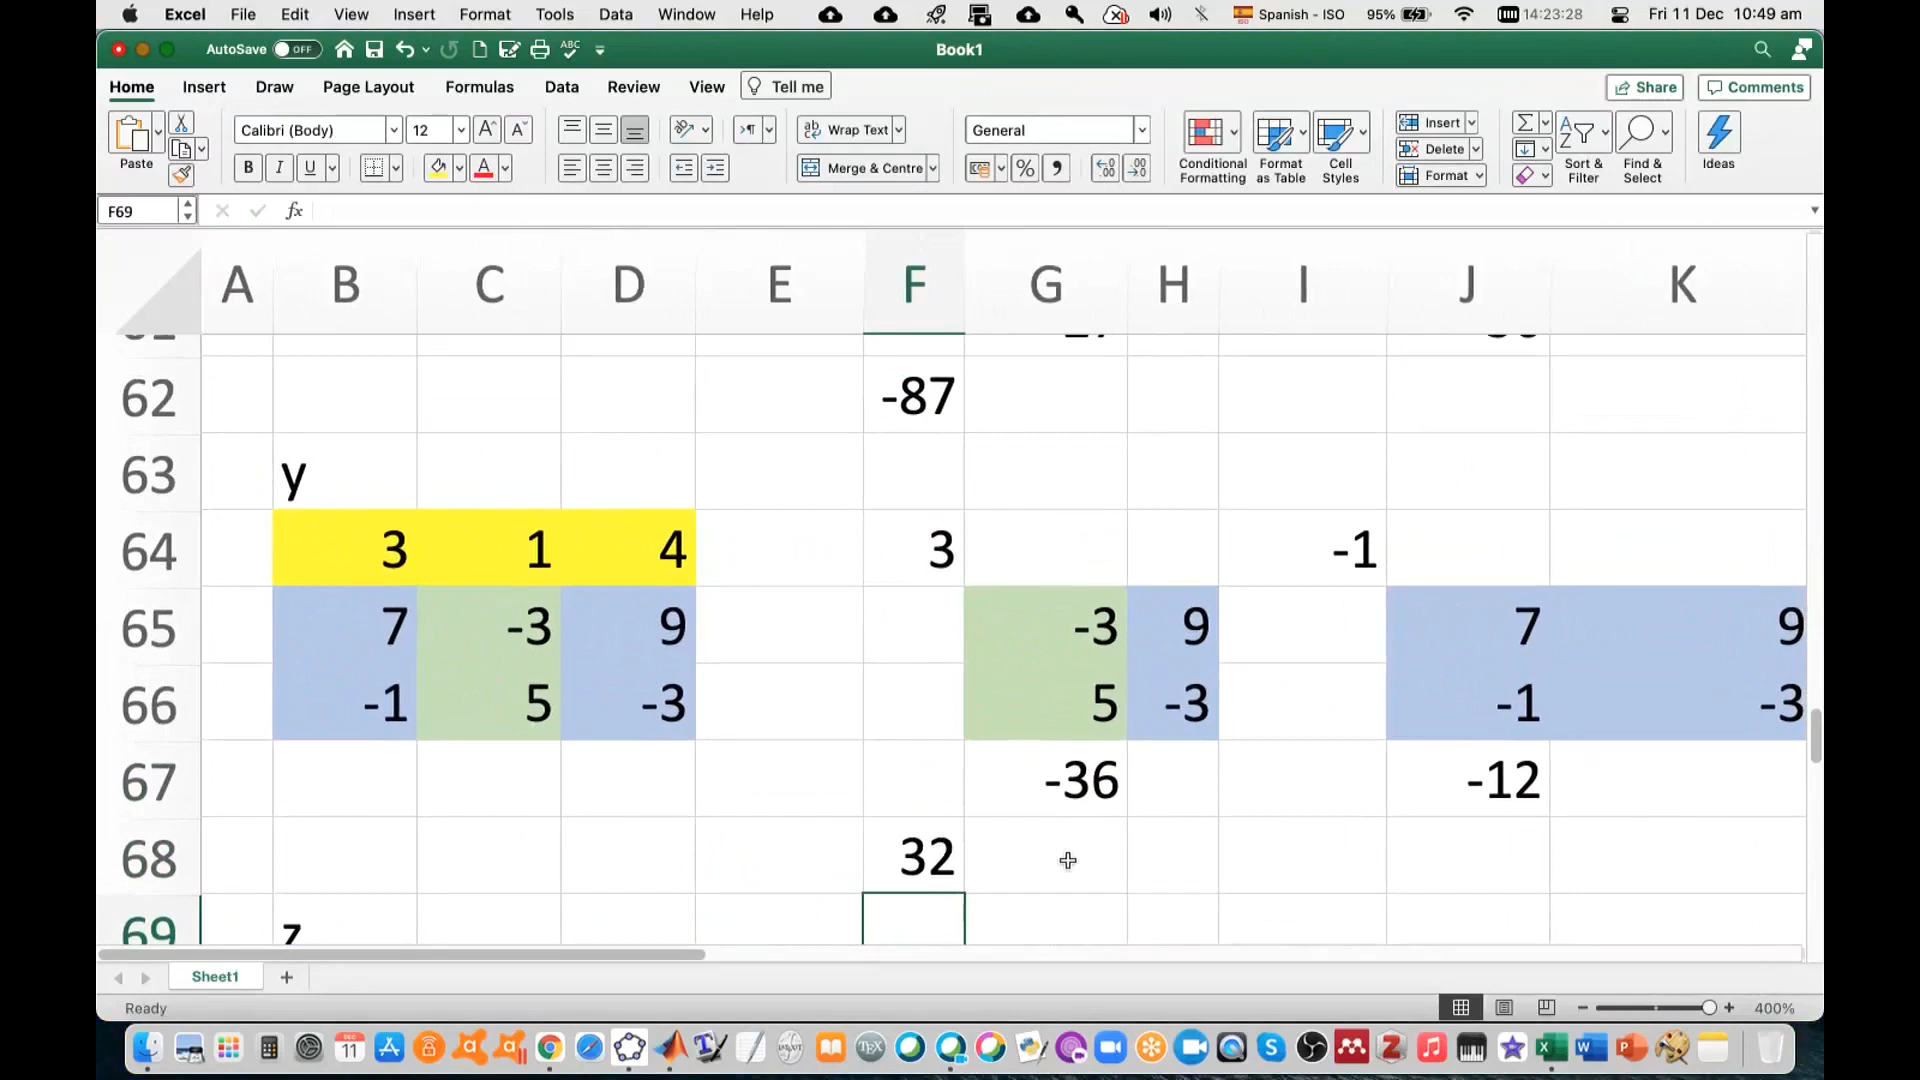 Excel File Edit View Insert Format Tools Data Window Help Spanish - ISO 95% 14:23:28 Fri 11 Dec 10:49 am
AutoSave OFF ABC Book1
Home Insert Draw Page Layout Formulas Data Review View Tell me Share Comments
Paste Calibri (Body) 12 A A ab Wrap Text General Conditional Formatting Format as Table Cell Styles Insert Sort & Filter Find & Select Ideas
B I U A Merge & Centre % Delete
Format
F69 fx
A B C D E F G H I J K
62 -87
63 y
64 3 1 4 3 -1
65 7 -3 9 -3 9 7 9
66 -1 5 -3 5 -3 -1 -3
67 -36 -12
68 32
69 z
Sheet1 +
Ready 400%
DEC 11 TEX